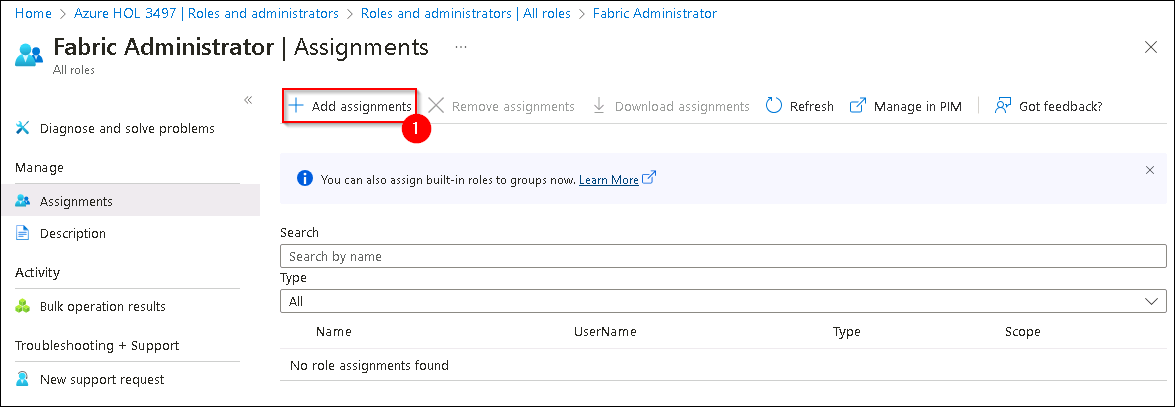 Home > Azure HOL 3497 | Roles and administrators > Roles and administrators | All roles > Fabric Administrator
Fabric Administrator | Assignments ...
All roles
«
Add assignments
Remove assignments
Download assignments
Refresh
Manage in PIM
Got feedback?
1
Diagnose and solve problems
Manage
Assignments
Description
Activity
Bulk operation results
Troubleshooting + Support
New support request
You can also assign built-in roles to groups now. Learn More
Search
Search by name
Type
All
Name UserName Type Scope
No role assignments found